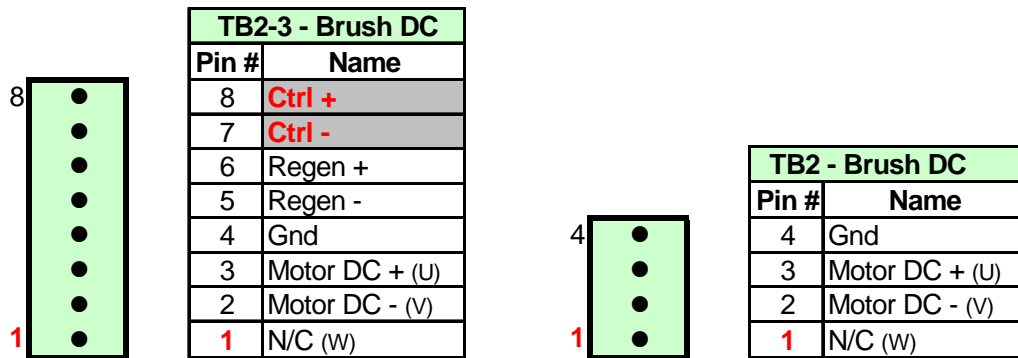 TB2-3 - Brush DC
Pin # Name
8
8 Ctrl +
7 Ctrl -
6 Regen +
5 Regen -
4 Gnd
3 Motor DC + (U)
2 Motor DC - (V)
1
1 N/C (W)
TB2 - Brush DC
Pin # Name
4
4 Gnd
3 Motor DC + (U)
2 Motor DC - (V)
1
1 N/C (W)